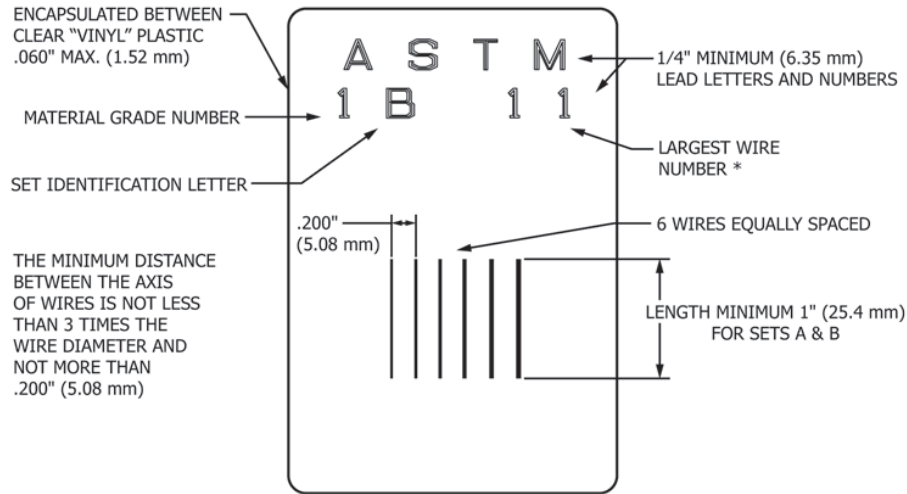 ENCAPSULATED BETWEEN
CLEAR "VINYL" PLASTIC
.060" MAX. (1.52 mm)
A S T M
1/4" MINIMUM (6.35 mm)
LEAD LETTERS AND NUMBERS
1 B 1 1
MATERIAL GRADE NUMBER
LARGEST WIRE
NUMBER *
SET IDENTIFICATION LETTER
.200"
(5.08 mm)
6 WIRES EQUALLY SPACED
THE MINIMUM DISTANCE
BETWEEN THE AXIS
OF WIRES IS NOT LESS
THAN 3 TIMES THE
WIRE DIAMETER AND
NOT MORE THAN
.200" (5.08 mm)
LENGTH MINIMUM 1" (25.4 mm)
FOR SETS A & B